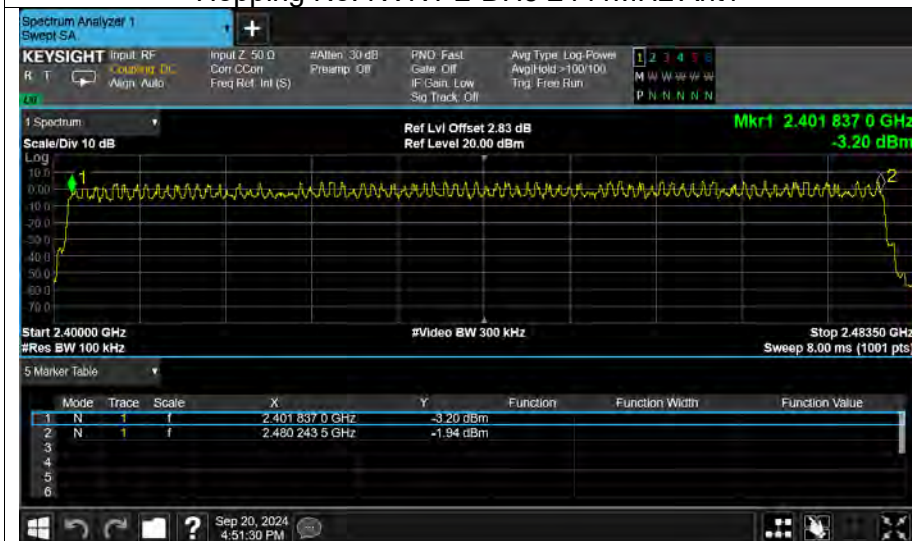 Spectrum Analyzer 1
Swept SA
+
KEYSIGHT Input: RF
R T Coupling: DC
Align: Auto
Input Z: 50 Ω
Corr CCorr
Freq Ref: Int (S)
#Atten: 30 dB
Preamp: Off
PNO: Fast
Gate: Off
IF Gain: Low
Sig Track: Off
Avg Type: Log-Power
Avg|Hold: >100/100
Trig: Free Run
1 2 3 4 5 6
M W W W W W
P N N N N N
1 Spectrum
Scale/Div 10 dB
Ref Lvl Offset 2.83 dB
Ref Level 20.00 dBm
Mkr1 2.401 837 0 GHz
-3.20 dBm
Log
10.0
0.00
-10.0
-20.0
-30.0
-40.0
-50.0
-60.0
-70.0
1
2
Start 2.40000 GHz
#Res BW 100 kHz
#Video BW 300 kHz
Stop 2.48350 GHz
Sweep 8.00 ms (1001 pts)
5 Marker Table
Mode Trace Scale X Y Function Function Width Function Value
1 N 1 f 2.401 837 0 GHz -3.20 dBm
2 N 1 f 2.480 243 5 GHz -1.94 dBm
3
4
5
6
?
Sep 20, 2024
4:51:30 PM